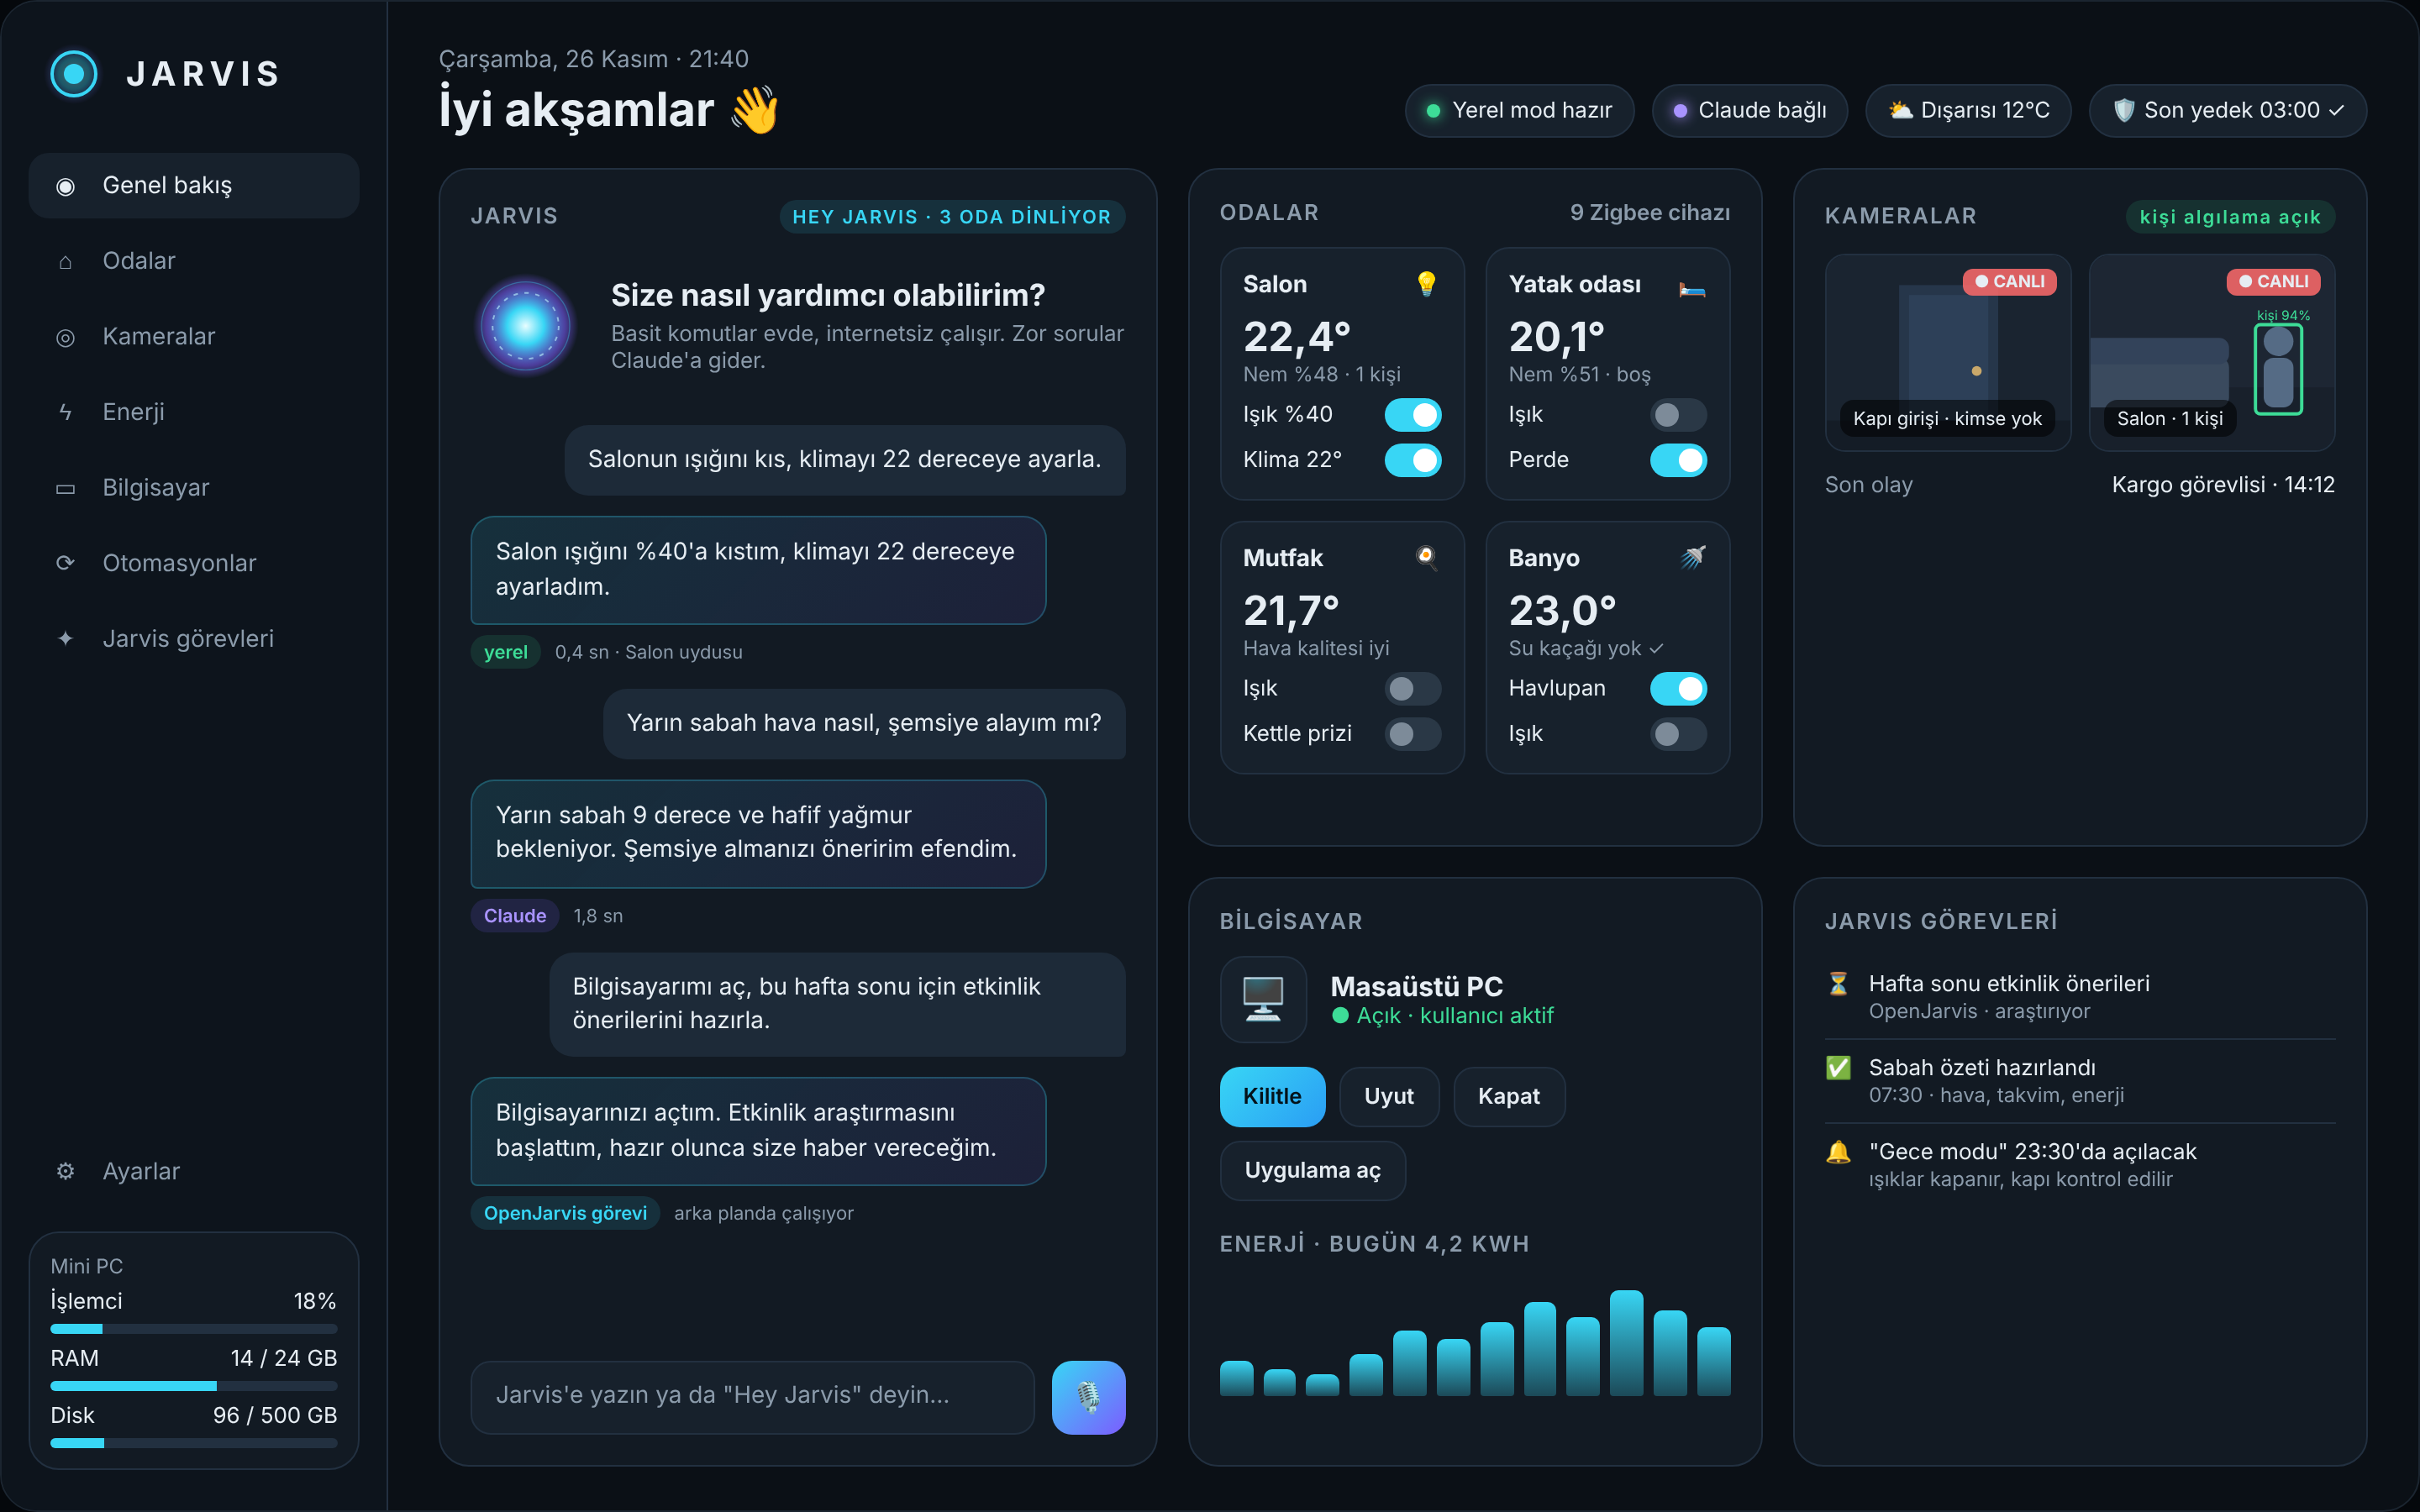 JARVIS
Genel bakış
Odalar
Kameralar
Enerji
Bilgisayar
Otomasyonlar
Jarvis görevleri
Ayarlar
Mini PC
İşlemci 18%
RAM 14 / 24 GB
Disk 96 / 500 GB
Çarşamba, 26 Kasım · 21:40
İyi akşamlar 👋
Yerel mod hazır
Claude bağlı
⛅ Dışarısı 12°C
🛡️ Son yedek 03:00 ✓
JARVIS
HEY JARVIS · 3 ODA DİNLİYOR
Size nasıl yardımcı olabilirim?
Basit komutlar evde, internetsiz çalışır. Zor sorular
Claude'a gider.
Salonun ışığını kıs, klimayı 22 dereceye ayarla.
Salon ışığını %40'a kıstım, klimayı 22 dereceye
ayarladım.
yerel 0,4 sn · Salon uydusu
Yarın sabah hava nasıl, şemsiye alayım mı?
Yarın sabah 9 derece ve hafif yağmur
bekleniyor. Şemsiye almanızı öneririm efendim.
Claude 1,8 sn
Bilgisayarımı aç, bu hafta sonu için etkinlik
önerilerini hazırla.
Bilgisayarınızı açtım. Etkinlik araştırmasını
başlattım, hazır olunca size haber vereceğim.
OpenJarvis görevi arka planda çalışıyor
Jarvis'e yazın ya da "Hey Jarvis" deyin...
ODALAR
9 Zigbee cihazı
Salon
22,4°
Nem %48 · 1 kişi
Işık %40
Klima 22°
Yatak odası
20,1°
Nem %51 · boş
Işık
Perde
Mutfak
21,7°
Hava kalitesi iyi
Işık
Kettle prizi
Banyo
23,0°
Su kaçağı yok ✓
Havlupan
Işık
KAMERALAR
kişi algılama açık
CANLI
Kapı girişi · kimse yok
CANLI
kişi 94%
Salon · 1 kişi
Son olay
Kargo görevlisi · 14:12
BİLGİSAYAR
Masaüstü PC
Açık · kullanıcı aktif
Kilitle
Uyut
Kapat
Uygulama aç
ENERJİ · BUGÜN 4,2 KWH
JARVIS GÖREVLERİ
Hafta sonu etkinlik önerileri
OpenJarvis · araştırıyor
Sabah özeti hazırlandı
07:30 · hava, takvim, enerji
"Gece modu" 23:30'da açılacak
ışıklar kapanır, kapı kontrol edilir